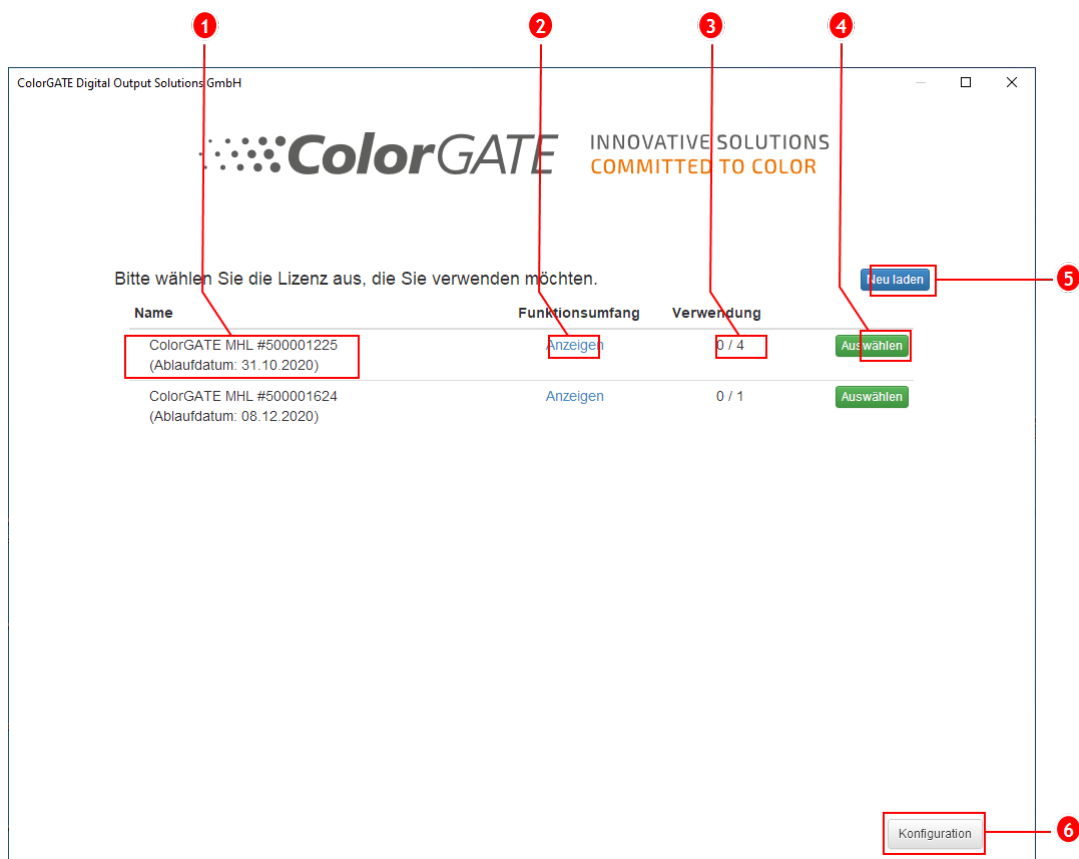 1 2 3 4
ColorGATE Digital Output Solutions GmbH
ColorGATE INNOVATIVE SOLUTIONS
COMMITTED TO COLOR
Bitte wählen Sie die Lizenz aus, die Sie verwenden möchten. Neu laden 5
Name Funktionsumfang Verwendung
ColorGATE MHL #500001225 Anzeigen 0 / 4 Auswählen
(Ablaufdatum: 31.10.2020)
ColorGATE MHL #500001624 Anzeigen 0 / 1 Auswählen
(Ablaufdatum: 08.12.2020)
Konfiguration 6